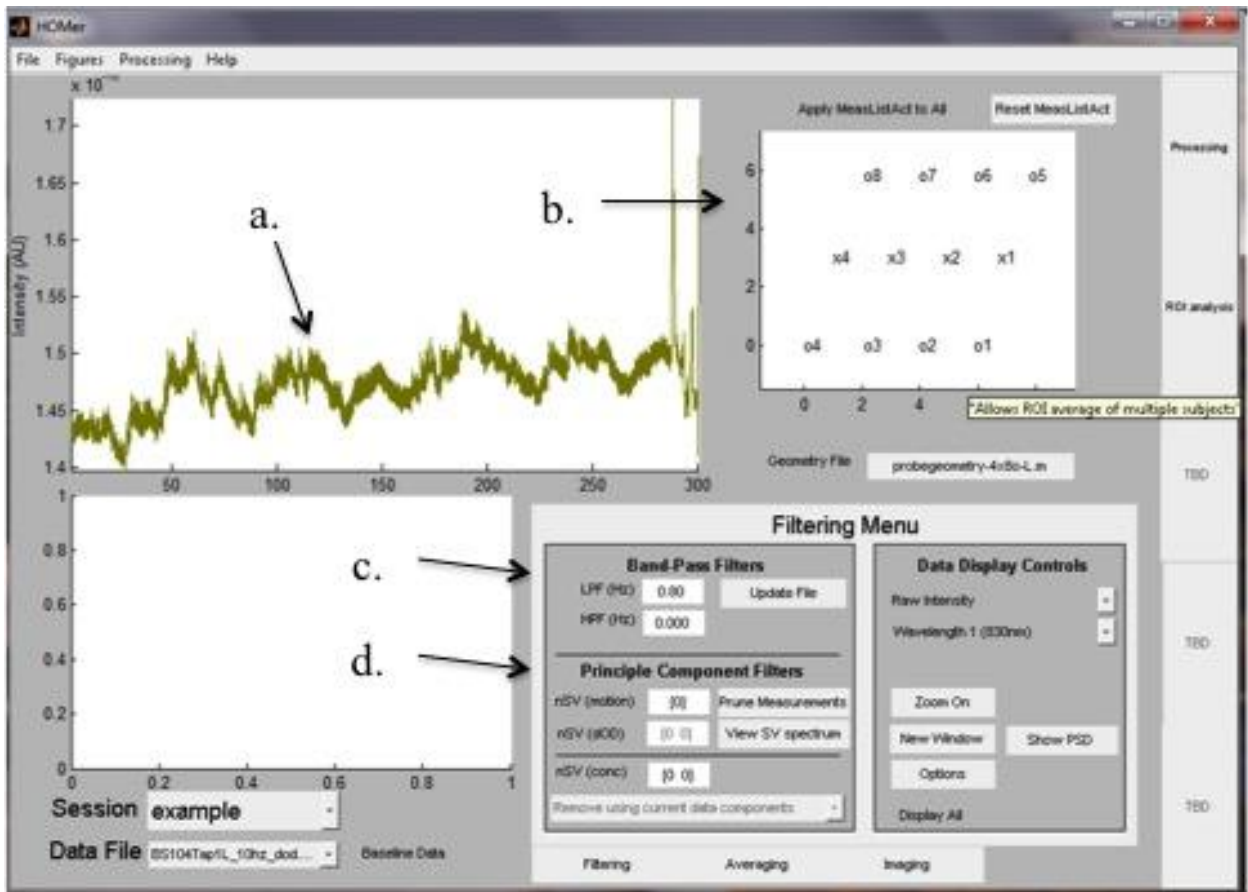 HOMer
File Figures Processing Help
x 10
1.7
1.65
1.6
1.55
1.5
1.45
1.4
Intensity (AU)
50 100 150 200 250 300
a.
b.
Apply MeasListAct to All
Reset MeasListAct
6
4
2
0
o8 o7 o6 o5
x4 x3 x2 x1
o4 o3 o2 o1
0 2 4
"Allows ROI average of multiple subjects"
Geometry File
probegeometry-4x8s-L.m
Processing
ROI analysis
TBD
TBD
TBD
1
0.8
0.6
0.4
0.2
0
0 0.2 0.4 0.6 0.8 1
c.
d.
Filtering Menu
Band-Pass Filters
LPF (Hz) 0.80 Update File
HPF (Hz) 0.000
Principle Component Filters
nSV (motion) [0] Prune Measurements
nSV (dOD) [0 0] View SV spectrum
nSV (conc) [0 0]
Remove using current data components
Data Display Controls
Raw Intensity
Wavelength 1 (830nm)
Zoom On
New Window Show PSD
Options
Display All
Session example
Data File BS104Tap1L_10hz_dod... Baseline Data
Filtering Averaging Imaging